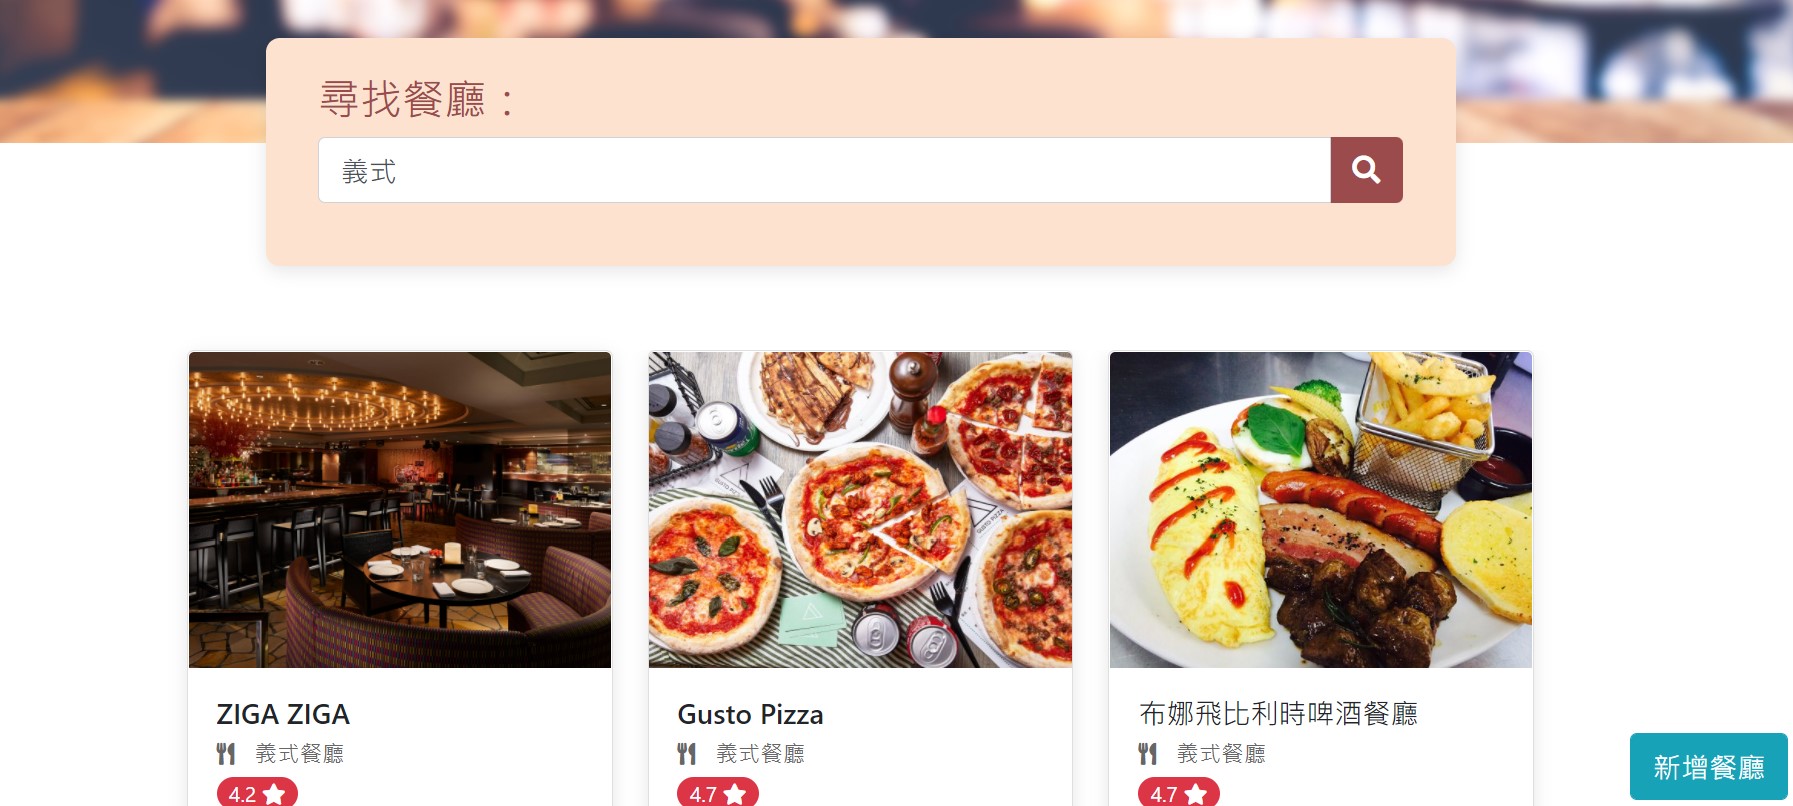 尋找餐廳：
義式
GUSTO PIZZA
ZIGA ZIGA
Gusto Pizza
布娜飛比利時啤酒餐廳
義式餐廳
義式餐廳
義式餐廳
4.2
4.7
4.7
新增餐廳